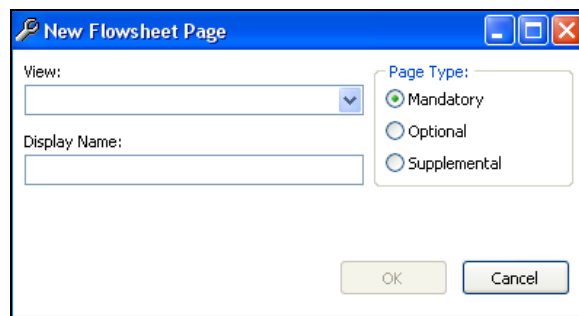 New Flowsheet Page
View:
Display Name:
Page Type:
Mandatory
Optional
Supplemental
OK
Cancel